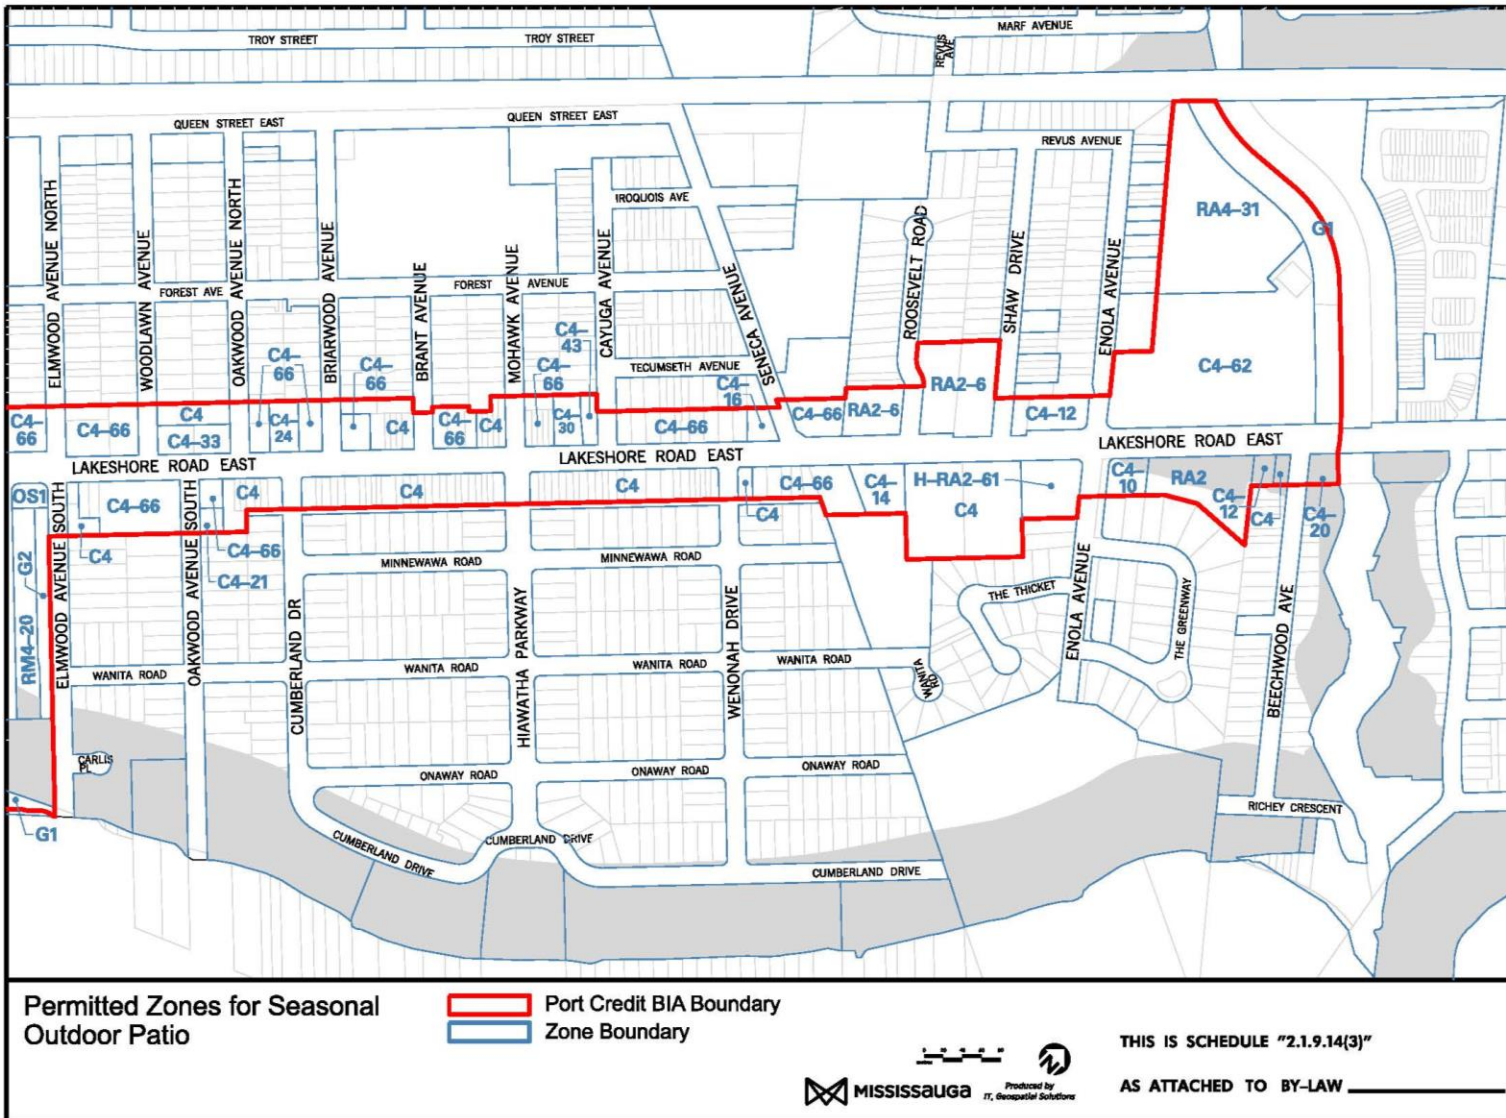 MARF AVENUE
TROY STREET
TROY STREET
REVUS
AVE
QUEEN STREET EAST
QUEEN STREET EAST
REVUS AVENUE
ELMWOOD AVENUE NORTH
WOODLAWN AVENUE
OAKWOOD AVENUE NORTH
BRIARWOOD AVENUE
BRANT AVENUE
MOHAWK AVENUE
CAYUGA AVENUE
IROQUOIS AVE
SENECA AVENUE
ROOSEVELT ROAD
SHAW DRIVE
ENOLA AVENUE
RA4-31
G1
FOREST AVE
FOREST AVENUE
TECUMSETH AVENUE
C4-
66
C4-66
C4
C4-33
C4-
66
C4-
24
C4-
66
C4
C4-
66
C4
C4-
66
C4-
43
C4-
30
C4-66
C4-
16
C4-66
RA2-6
RA2-6
C4-12
C4-62
LAKESHORE ROAD EAST
LAKESHORE ROAD EAST
LAKESHORE ROAD EAST
OS1
C4-66
C4
C4
C4-66
C4-21
C4
C4
C4
C4-66
C4
C4-
14
H-RA2-61
C4
C4-
10
RA2
C4-
12
C4
C4-
20
G2
RM4-20
ELMWOOD AVENUE SOUTH
OAKWOOD AVENUE SOUTH
CUMBERLAND DR
HIAWATHA PARKWAY
WENONAH DRIVE
MINNEWAWA ROAD
MINNEWAWA ROAD
THE THICKET
ENOLA AVENUE
THE GREENWAY
BEECHWOOD AVE
WANITA ROAD
WANITA ROAD
WANITA ROAD
WANITA ROAD
WANITA
RD
CARLIS
PL
ONAWAY ROAD
ONAWAY ROAD
ONAWAY ROAD
RICHEY CRESCENT
G1
CUMBERLAND DRIVE
CUMBERLAND DRIVE
CUMBERLAND DRIVE
Permitted Zones for Seasonal
Outdoor Patio
Port Credit BIA Boundary
Zone Boundary
MISSISSAUGA
Produced by
IT, Geospatial Solutions
THIS IS SCHEDULE "2.1.9.14(3)"
AS ATTACHED TO BY-LAW